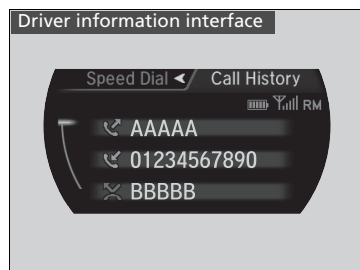 Driver information interface
Speed Dial Call History
RM
AAAAA
01234567890
BBBBB